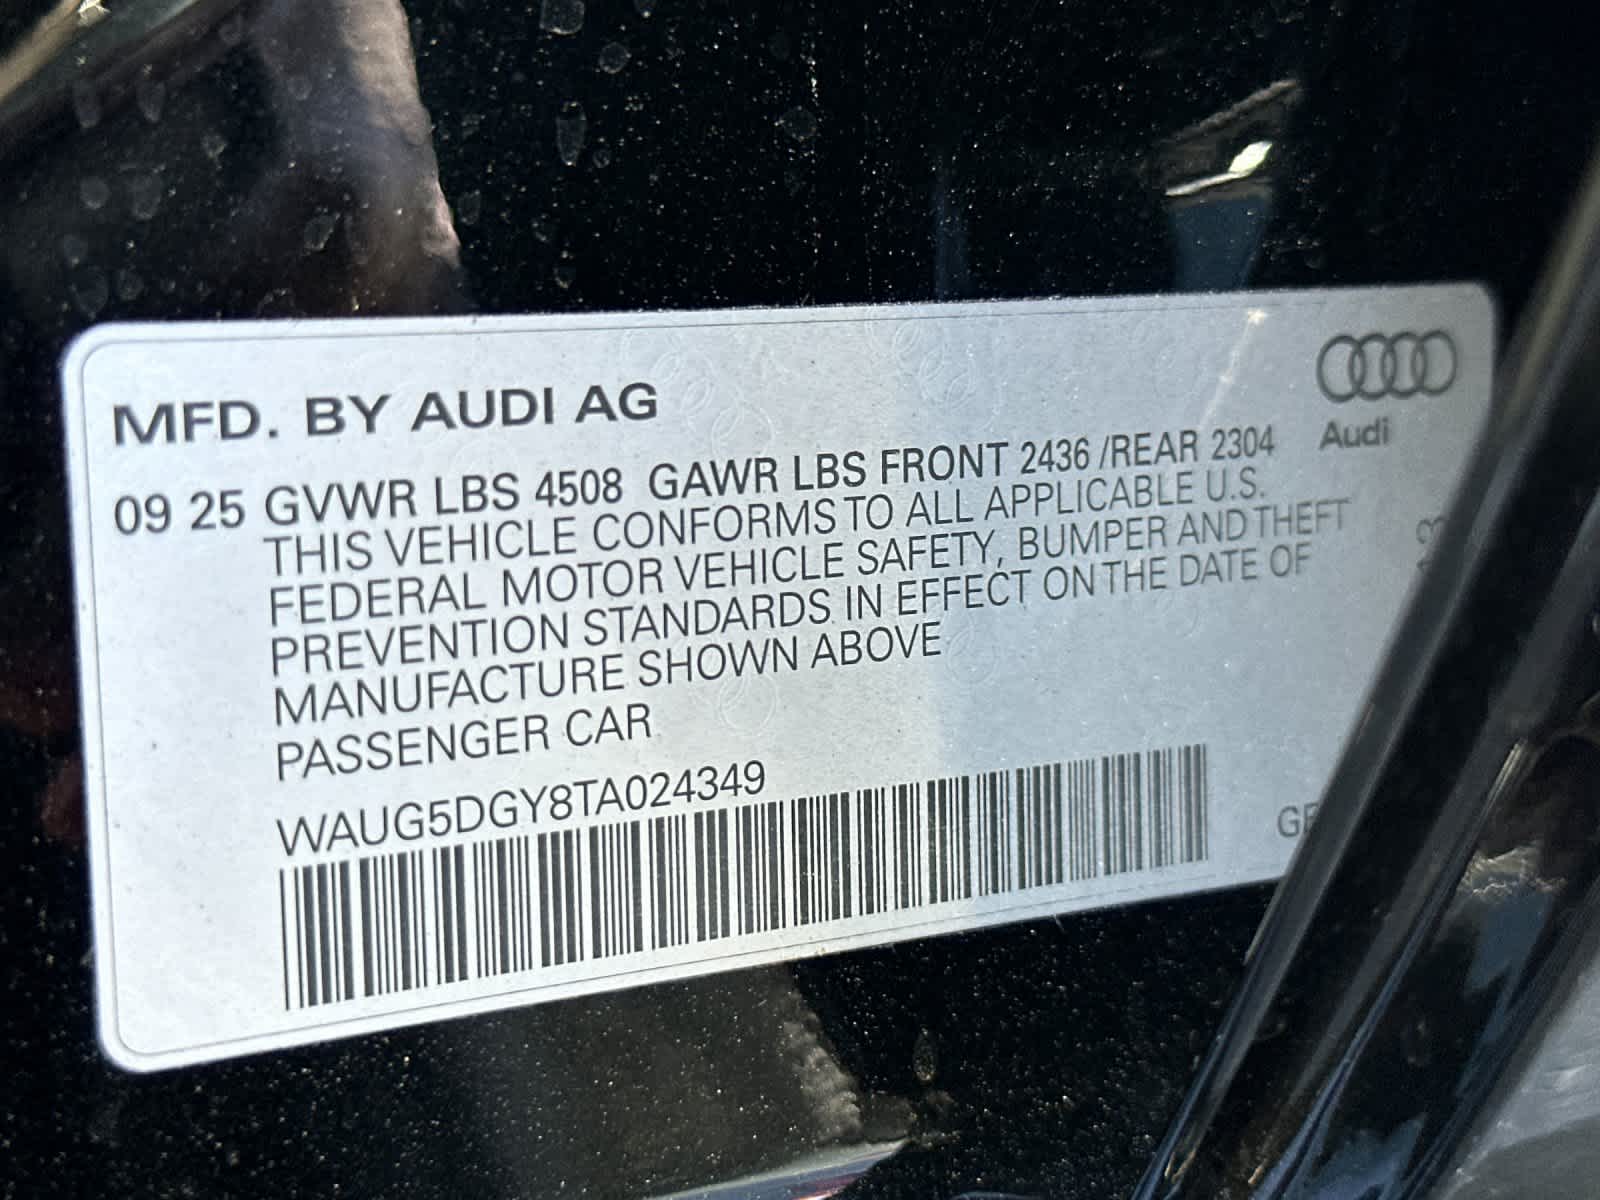 MFD. BY AUDI AG
Audi
09 25 GVWR LBS 4508 GAWR LBS FRONT 2436 /REAR 2304
THIS VEHICLE CONFORMS TO ALL APPLICABLE U.S.
FEDERAL MOTOR VEHICLE SAFETY, BUMPER AND THEFT
PREVENTION STANDARDS IN EFFECT ON THE DATE OF
MANUFACTURE SHOWN ABOVE
PASSENGER CAR
WAUG5DGY8TA024349